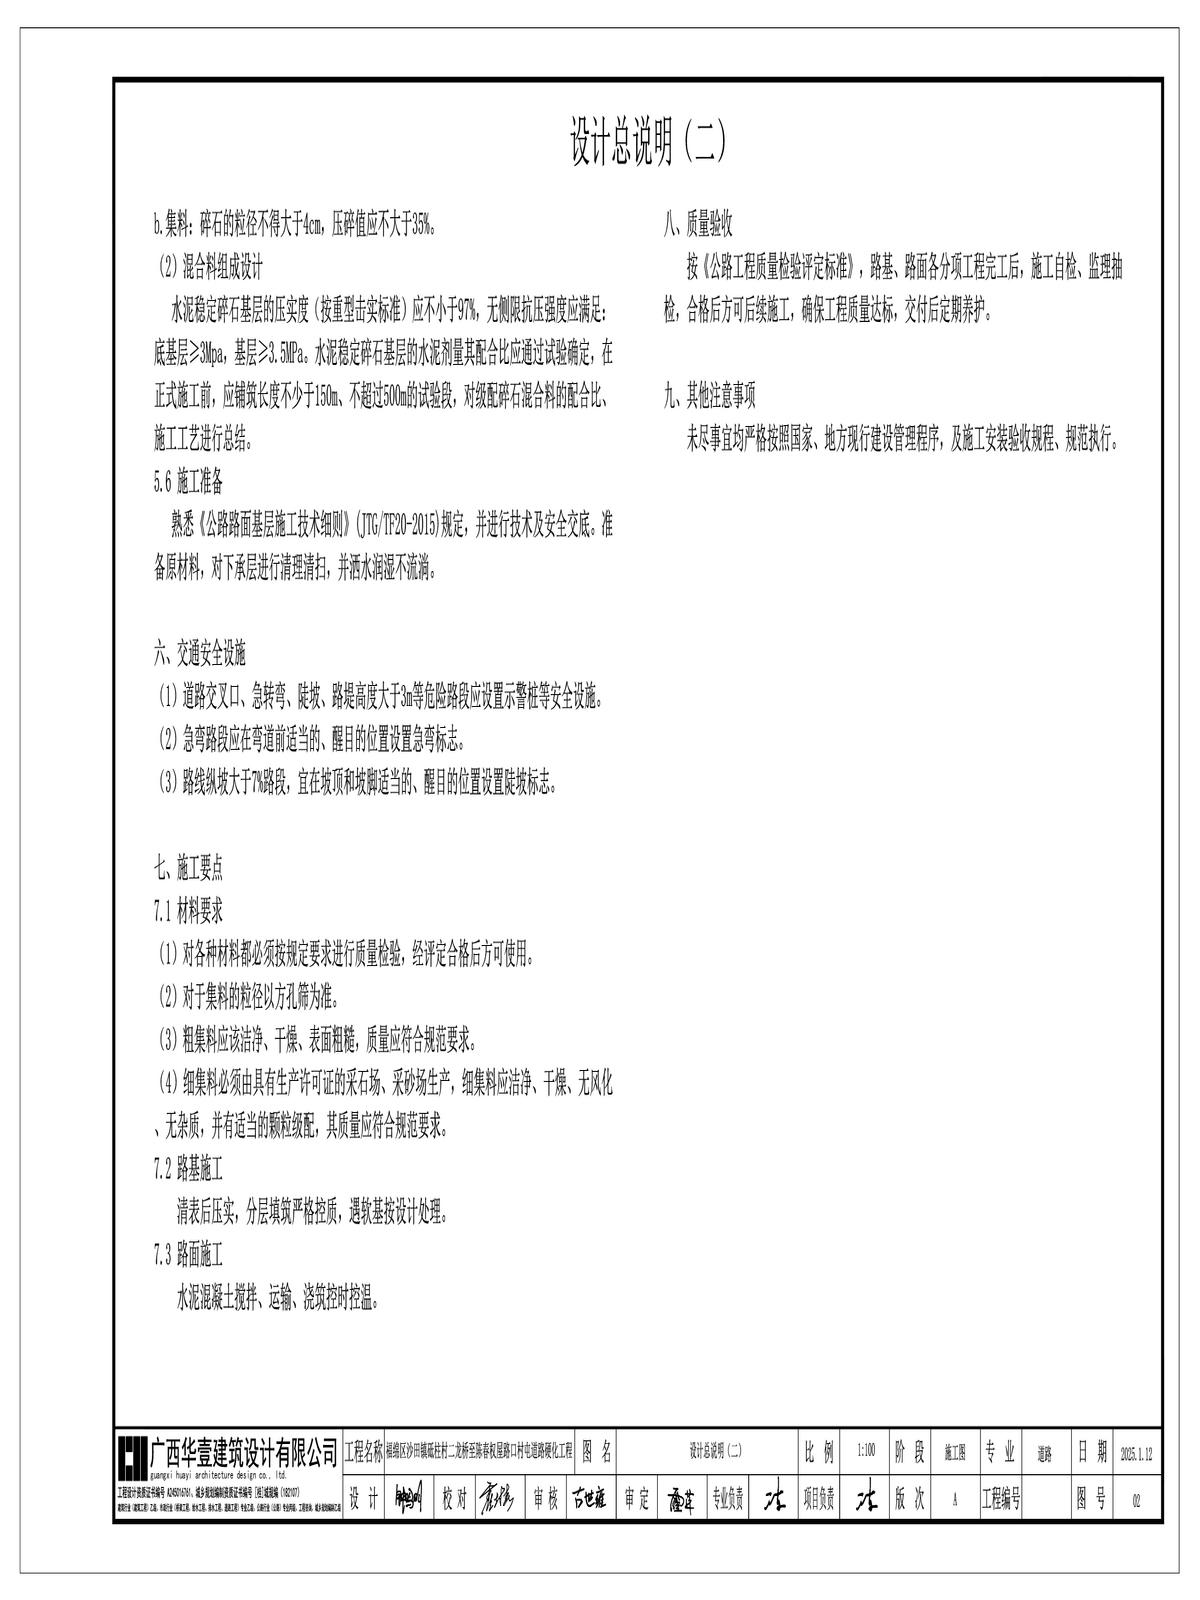 设计总说明（二）
b.集料：碎石的粒径不得大于4cm，压碎值应不大于35%。
（2）混合料组成设计
水泥稳定碎石基层的压实度（按重型击实标准）应不小于97%，无侧限抗压强度应满足：
底基层≥3Mpa，基层≥3.5MPa。水泥稳定碎石基层的水泥剂量其配合比应通过试验确定，在
正式施工前，应铺筑长度不少于150m、不超过500m的试验段，对级配碎石混合料的配合比、
施工工艺进行总结。
5.6 施工准备
熟悉《公路路面基层施工技术细则》(JTG/TF20-2015)规定，并进行技术及安全交底。准
备原材料，对下承层进行清理清扫，并洒水润湿不流淌。
六、交通安全设施
（1）道路交叉口、急转弯、陡坡、路堤高度大于3m等危险路段应设置示警桩等安全设施。
（2）急弯路段应在弯道前适当的、醒目的位置设置急弯标志。
（3）路线纵坡大于7%路段，宜在坡顶和坡脚适当的、醒目的位置设置陡坡标志。
七、施工要点
7.1 材料要求
（1）对各种材料都必须按规定要求进行质量检验，经评定合格后方可使用。
（2）对于集料的粒径以方孔筛为准。
（3）粗集料应该洁净、干燥、表面粗糙，质量应符合规范要求。
（4）细集料必须由具有生产许可证的采石场、采砂场生产，细集料应洁净、干燥、无风化
、无杂质，并有适当的颗粒级配，其质量应符合规范要求。
7.2 路基施工
清表后压实，分层填筑严格控质，遇软基按设计处理。
7.3 路面施工
水泥混凝土搅拌、运输、浇筑控时控温。
八、质量验收
按《公路工程质量检验评定标准》，路基、路面各分项工程完工后，施工自检、监理抽
检，合格后方可后续施工，确保工程质量达标，交付后定期养护。
九、其他注意事项
未尽事宜均严格按照国家、地方现行建设管理程序，及施工安装验收规程、规范执行。
广西华壹建筑设计有限公司
guangxi huayi architecture design co., ltd.
工程设计资质证书编号 A245016761、城乡规划编制资质证书编号 [桂]城规编（182107）
工程名称 福绵区沙田镇砥柱村二龙桥至陈春权屋路口村屯道路硬化工程 图 名 设计总说明（二） 比 例 1:100 阶 段 施工图 专 业 道路 日 期 2025.1.12
设 计 校 对 审 核 审 定 专业负责 项目负责 版 次 A 工程编号 图 号 02